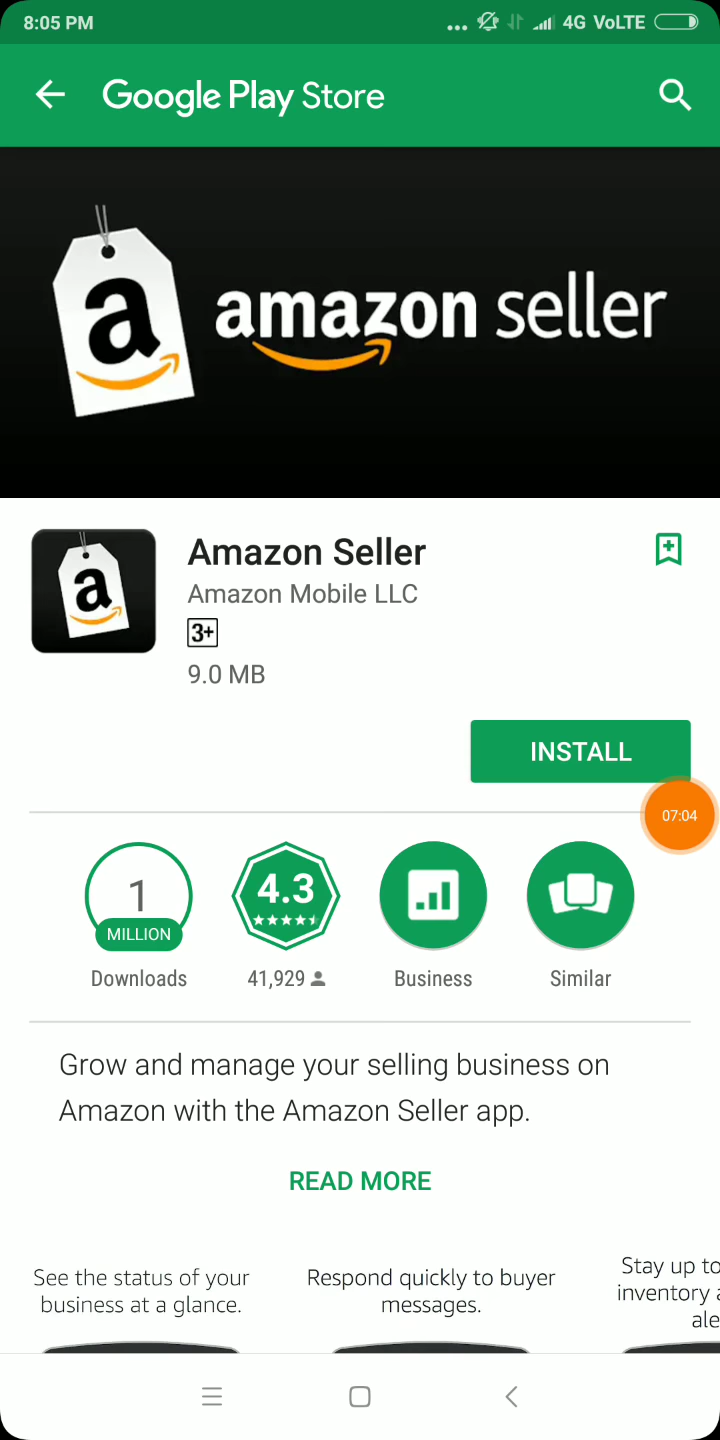 8:05 PM
... 4G VoLTE
Google Play Store
a amazon seller
a
Amazon Seller
Amazon Mobile LLC
3+
9.0 MB
INSTALL
07:04
1
MILLION
4.3
Downloads
41,929
Business
Similar
Grow and manage your selling business on
Amazon with the Amazon Seller app.
READ MORE
See the status of your
business at a glance.
Respond quickly to buyer
messages.
Stay up to
inventory a
ale